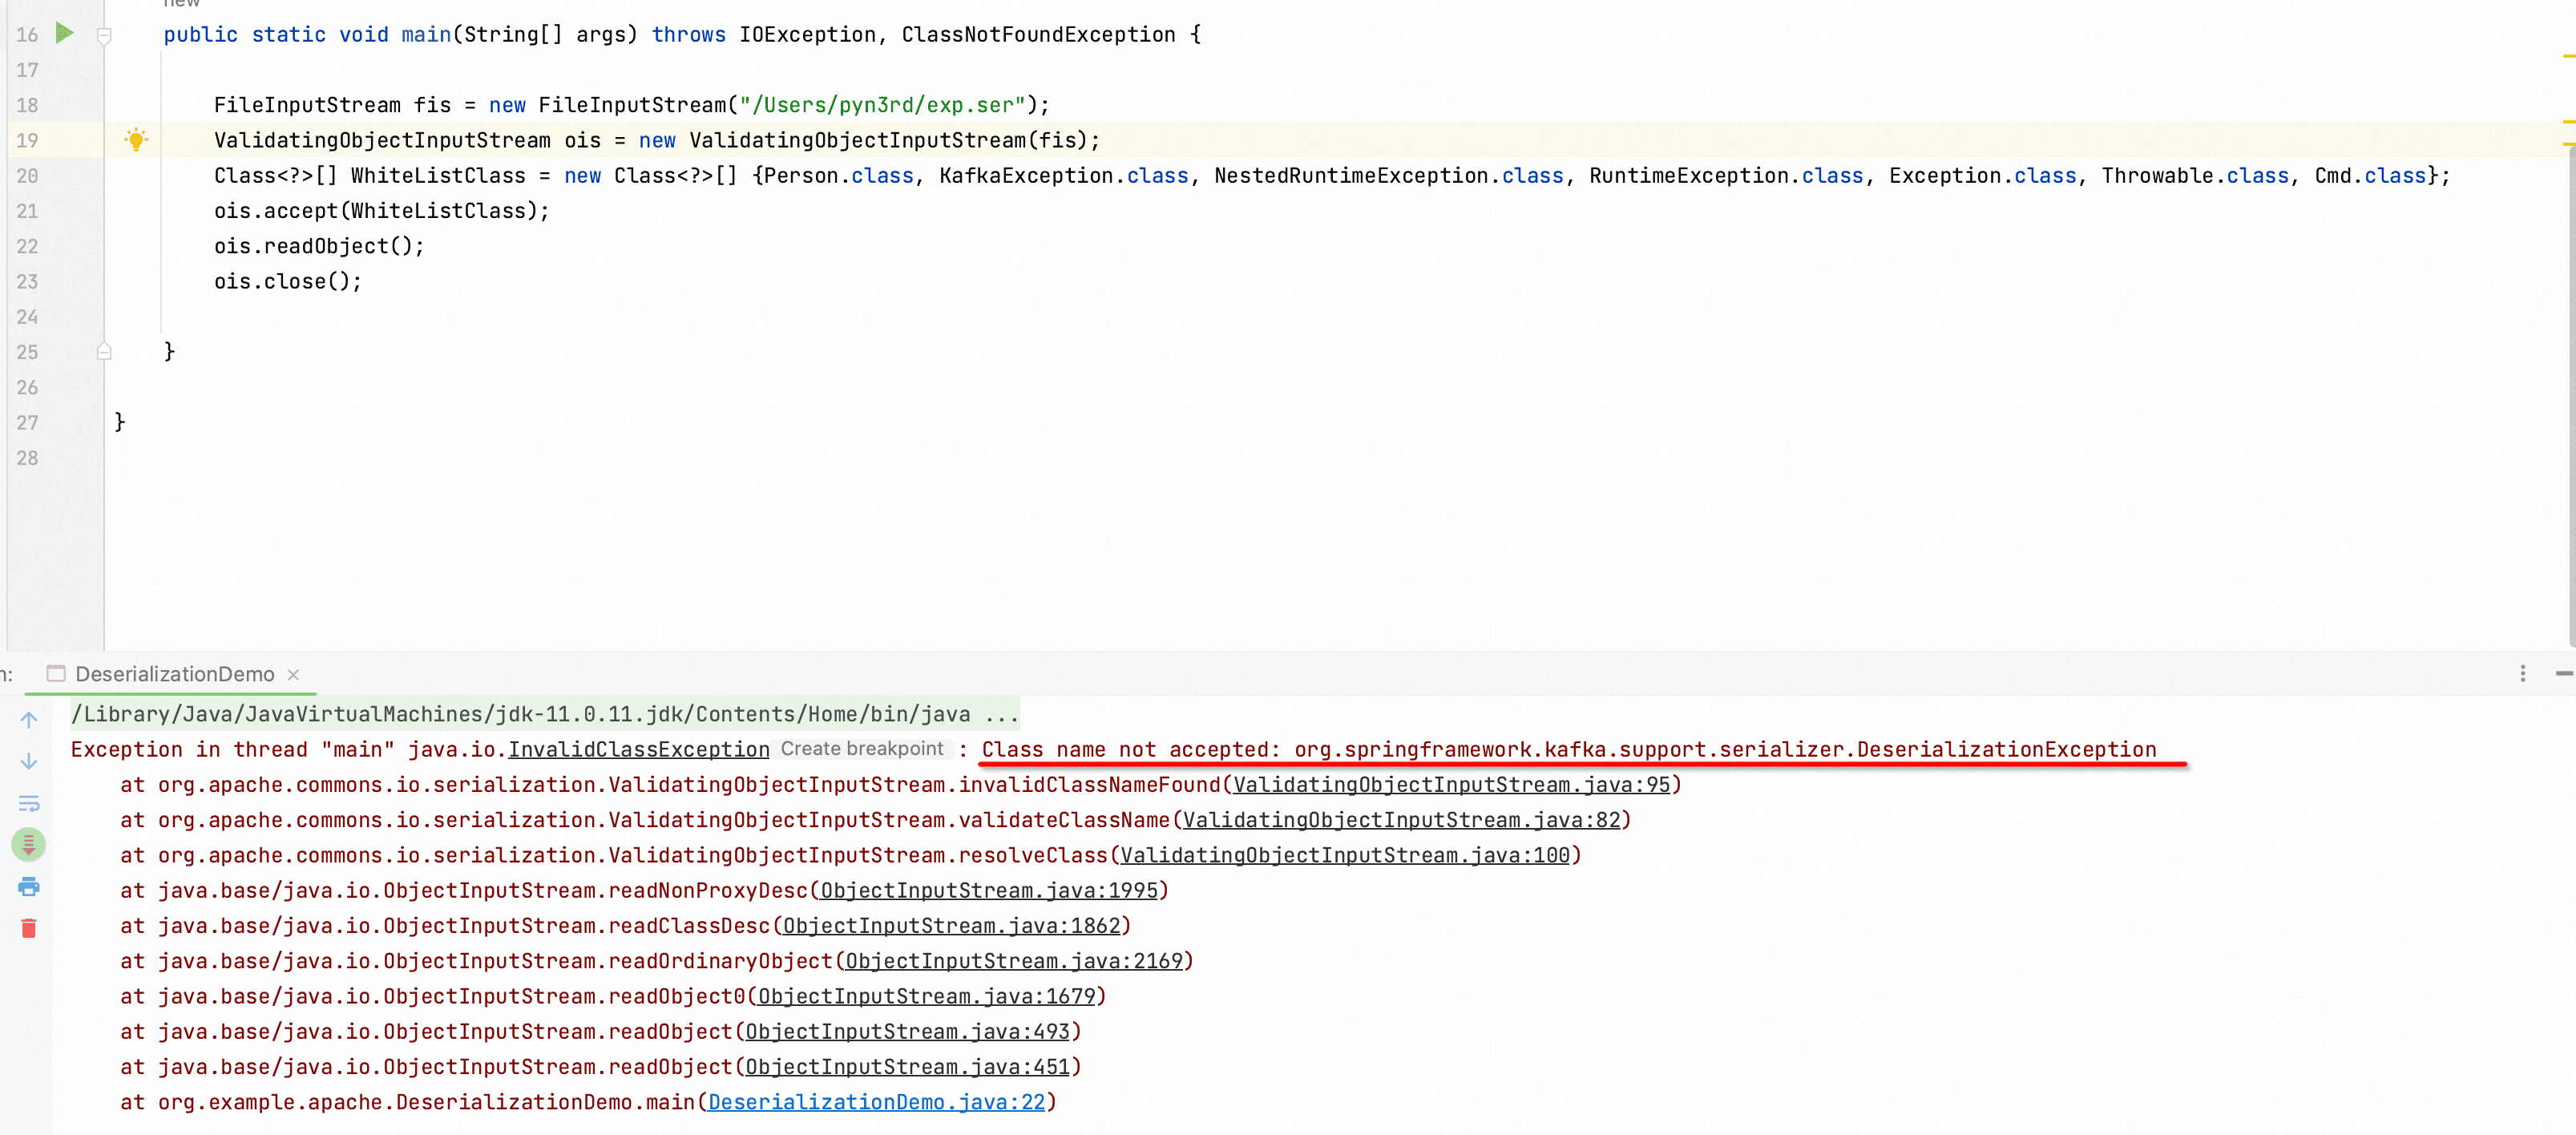 new
16 public static void main(String[] args) throws IOException, ClassNotFoundException {
17
18 FileInputStream fis = new FileInputStream("/Users/pyn3rd/exp.ser");
19 ValidatingObjectInputStream ois = new ValidatingObjectInputStream(fis);
20 Class<?>[] WhiteListClass = new Class<?>[] {Person.class, KafkaException.class, NestedRuntimeException.class, RuntimeException.class, Exception.class, Throwable.class, Cmd.class};
21 ois.accept(WhiteListClass);
22 ois.readObject();
23 ois.close();
24
25 }
26
27 }
28
n: DeserializationDemo ×
/Library/Java/JavaVirtualMachines/jdk-11.0.11.jdk/Contents/Home/bin/java ...
Exception in thread "main" java.io.InvalidClassException Create breakpoint : Class name not accepted: org.springframework.kafka.support.serializer.DeserializationException
at org.apache.commons.io.serialization.ValidatingObjectInputStream.invalidClassNameFound(ValidatingObjectInputStream.java:95)
at org.apache.commons.io.serialization.ValidatingObjectInputStream.validateClassName(ValidatingObjectInputStream.java:82)
at org.apache.commons.io.serialization.ValidatingObjectInputStream.resolveClass(ValidatingObjectInputStream.java:100)
at java.base/java.io.ObjectInputStream.readNonProxyDesc(ObjectInputStream.java:1995)
at java.base/java.io.ObjectInputStream.readClassDesc(ObjectInputStream.java:1862)
at java.base/java.io.ObjectInputStream.readOrdinaryObject(ObjectInputStream.java:2169)
at java.base/java.io.ObjectInputStream.readObject0(ObjectInputStream.java:1679)
at java.base/java.io.ObjectInputStream.readObject(ObjectInputStream.java:493)
at java.base/java.io.ObjectInputStream.readObject(ObjectInputStream.java:451)
at org.example.apache.DeserializationDemo.main(DeserializationDemo.java:22)